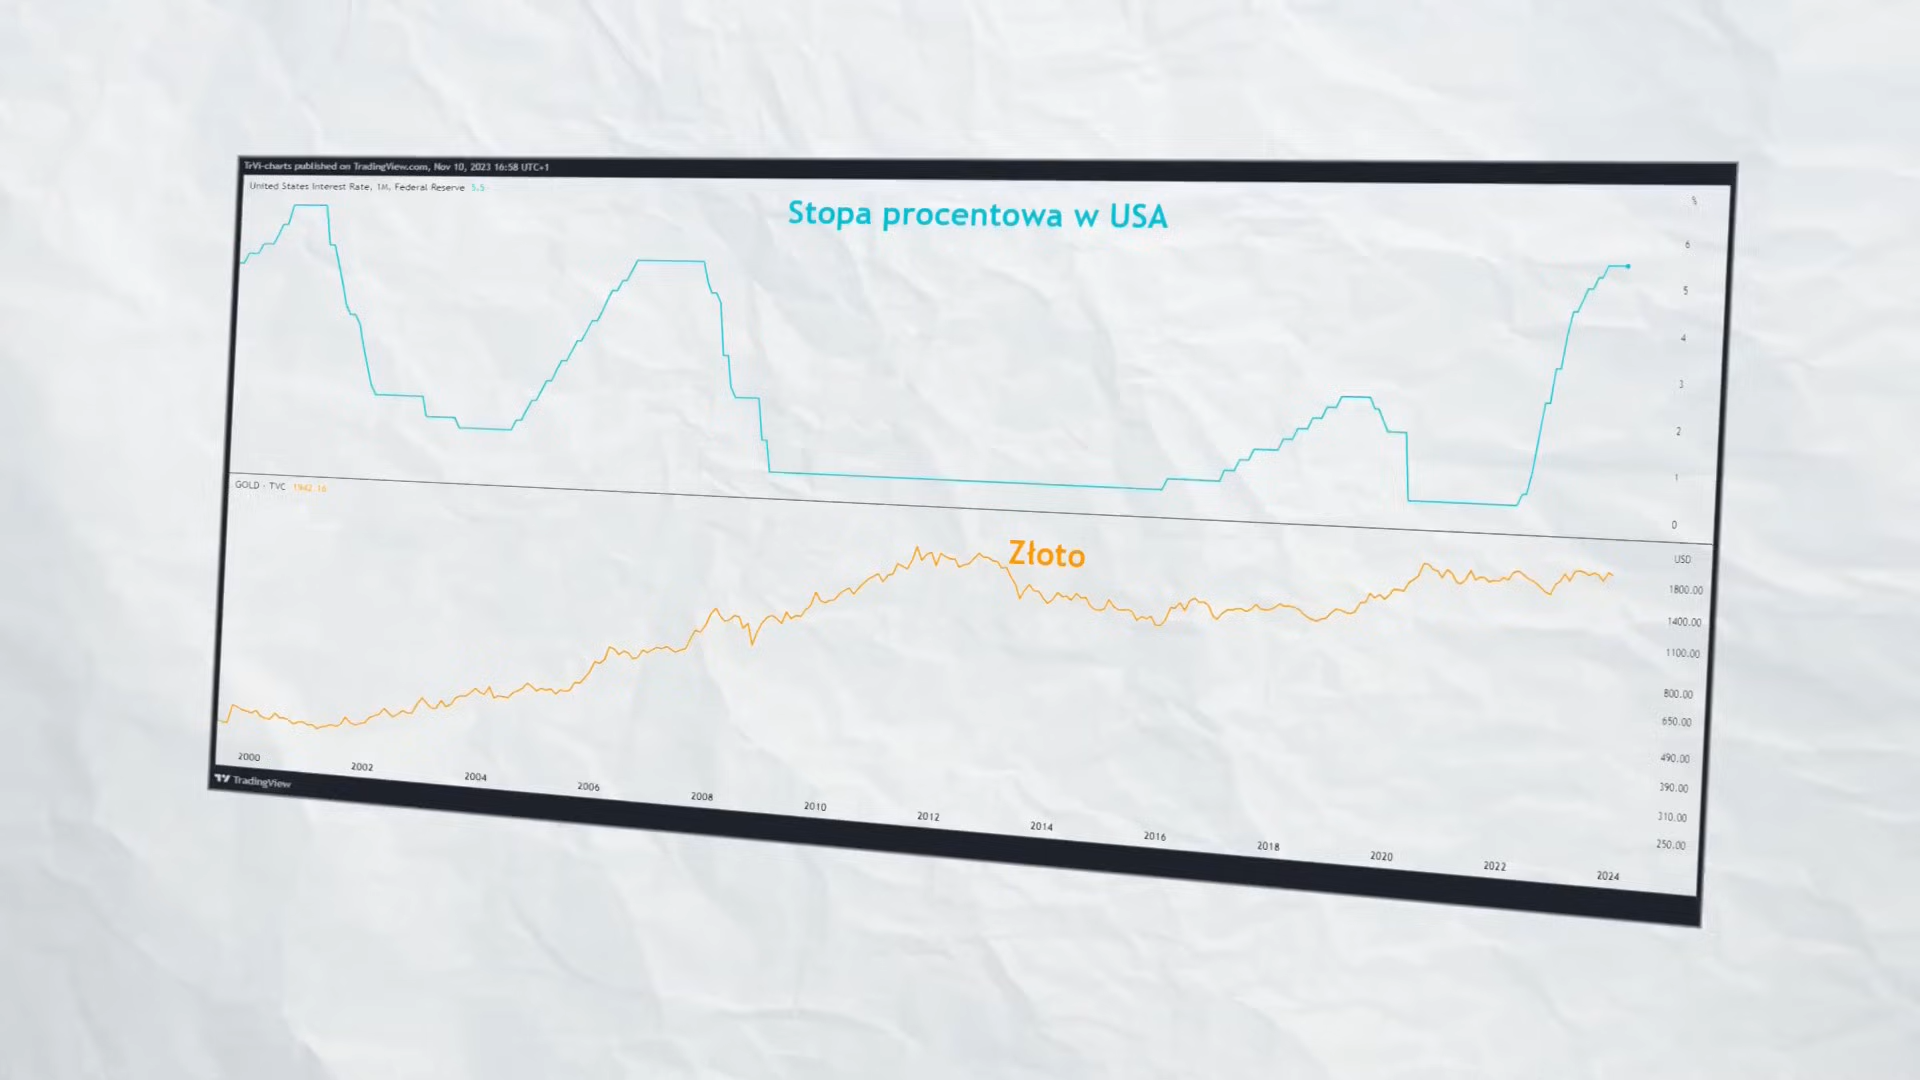 TrVi-charts published on TradingView.com, Nov 10, 2023 16:58 UTC+1
United States Interest Rate, 1M, Federal Reserve 5.5
Stopa procentowa w USA
%
6
5
4
3
2
1
0
GOLD · TVC 1942.16
Złoto
USD
1800.00
1400.00
1100.00
800.00
650.00
490.00
390.00
310.00
250.00
2000 2002 2004 2006 2008 2010 2012 2014 2016 2018 2020 2022 2024
TradingView